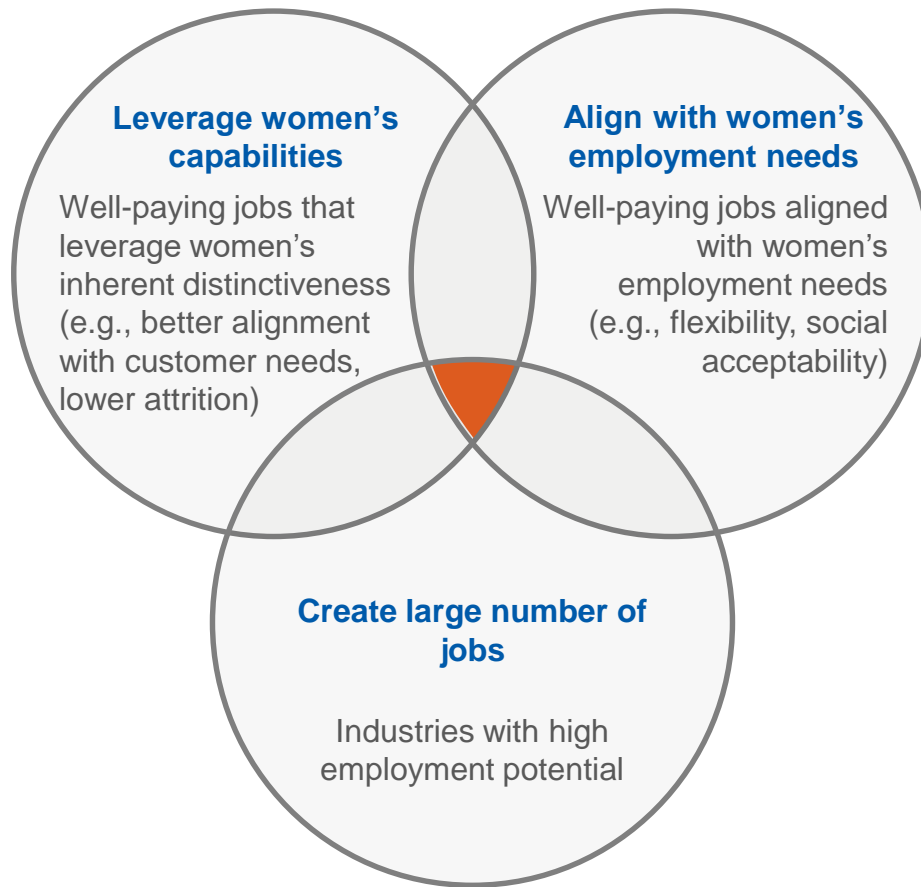 Leverage women’s
capabilities
Well-paying jobs that
leverage women’s
inherent distinctiveness
(e.g., better alignment
with customer needs,
lower attrition)
Align with women’s
employment needs
Well-paying jobs aligned
with women’s
employment needs
(e.g., flexibility, social
acceptability)
Create large number of
jobs
Industries with high
employment potential